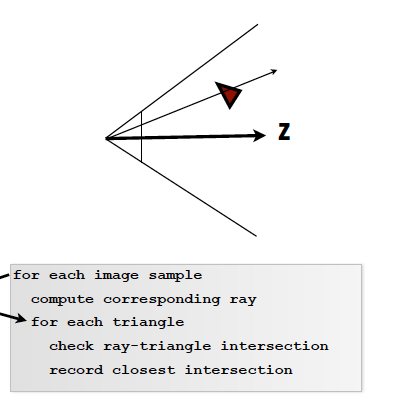 z
for each image sample
compute corresponding ray
for each triangle
check ray-triangle intersection
record closest intersection